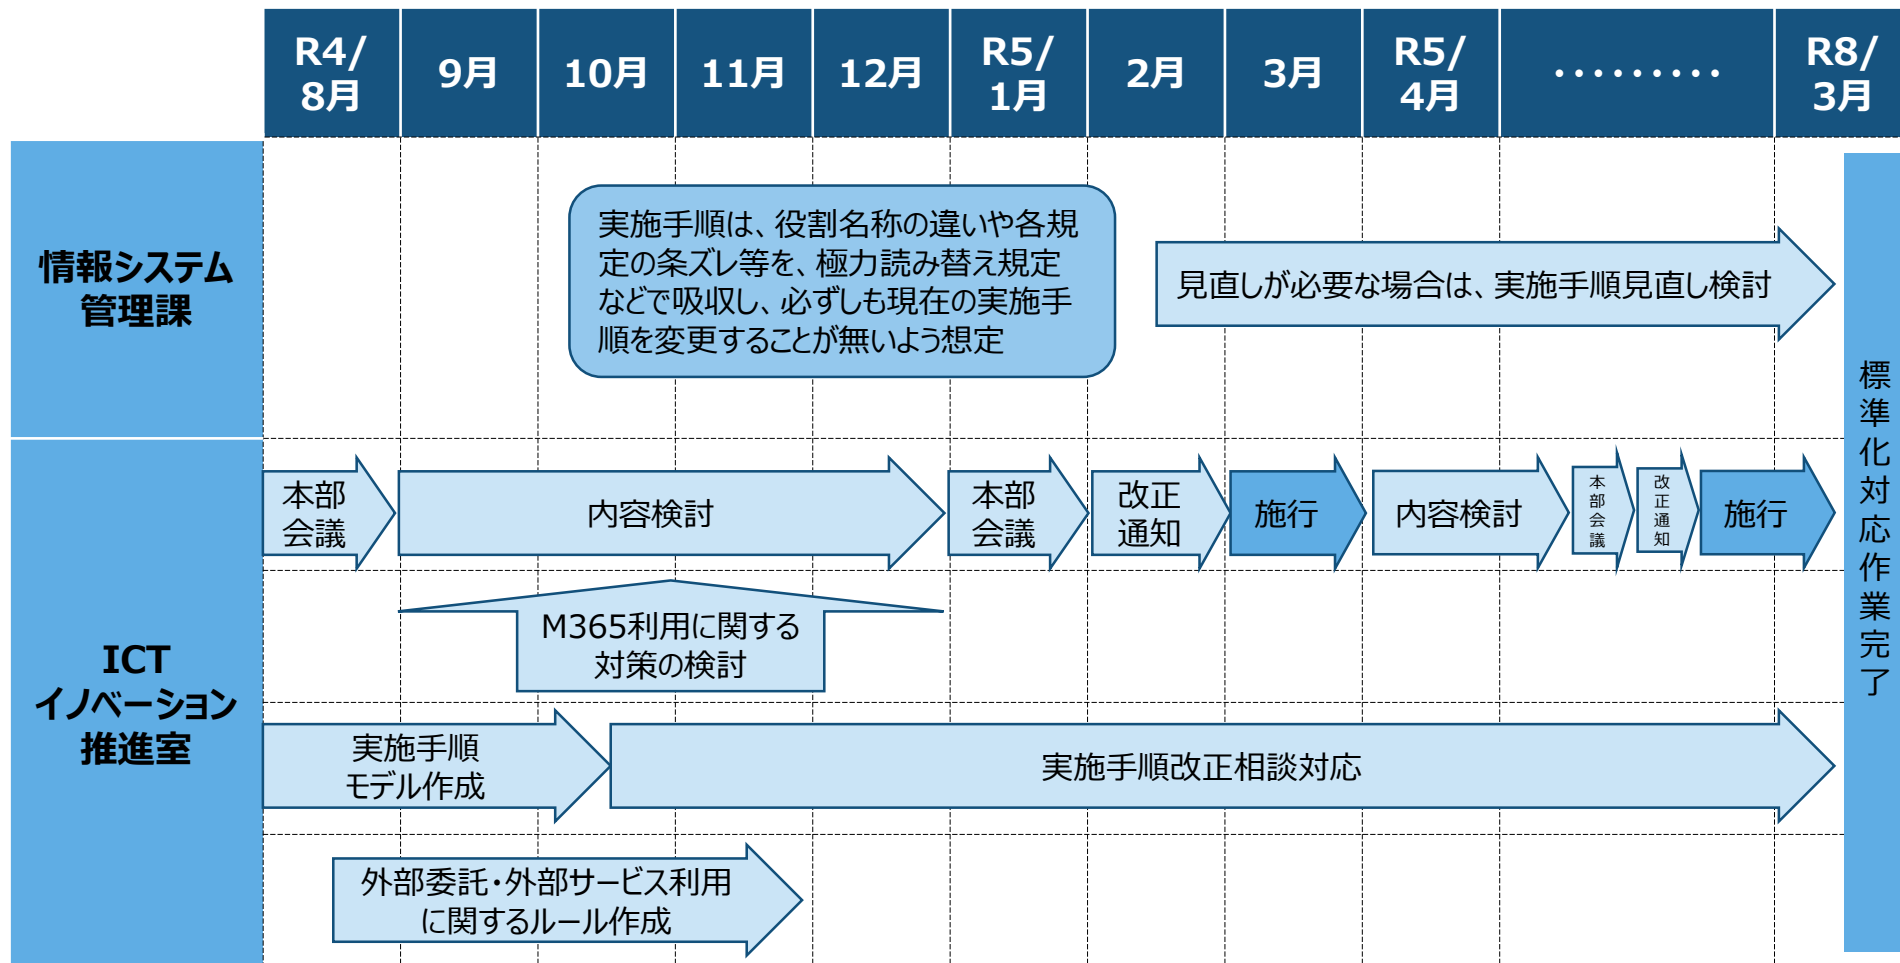 R4/
8月
9月
10月
11月
12月
R5/
1月
2月
3月
R5/
4月
・・・・・・・・・
R8/
3月
情報システム
管理課
実施手順は、役割名称の違いや各規
定の条ズレ等を、極力読み替え規定
などで吸収し、必ずしも現在の実施手
順を変更することが無いよう想定
見直しが必要な場合は、実施手順見直し検討
標準化対応作業完了
ICT
イノベーション
推進室
本部
会議
内容検討
本部
会議
改正
通知
施行
内容検討
本部会議
改正通知
施行
M365利用に関する
対策の検討
実施手順
モデル作成
実施手順改正相談対応
外部委託・外部サービス利用
に関するルール作成